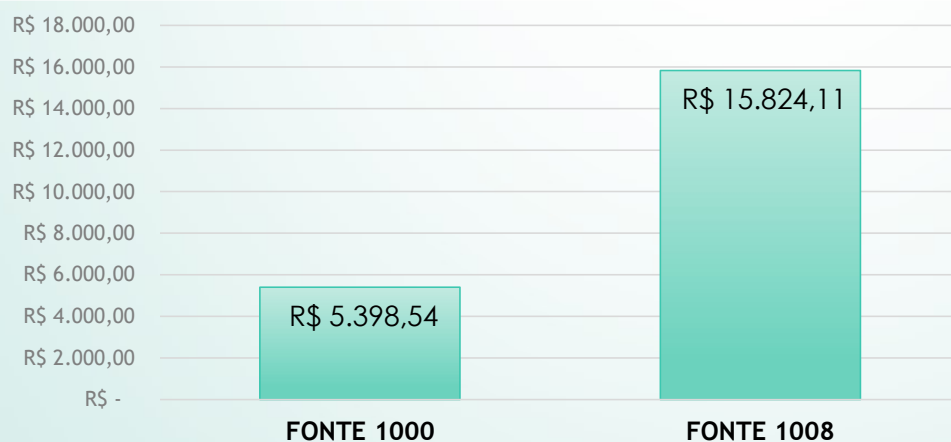 R$ 18.000,00
R$ 16.000,00
R$ 14.000,00
R$ 12.000,00
R$ 10.000,00
R$ 8.000,00
R$ 6.000,00
R$ 4.000,00
R$ 2.000,00
R$ -
R$ 5.398,54
R$ 15.824,11
FONTE 1000
FONTE 1008